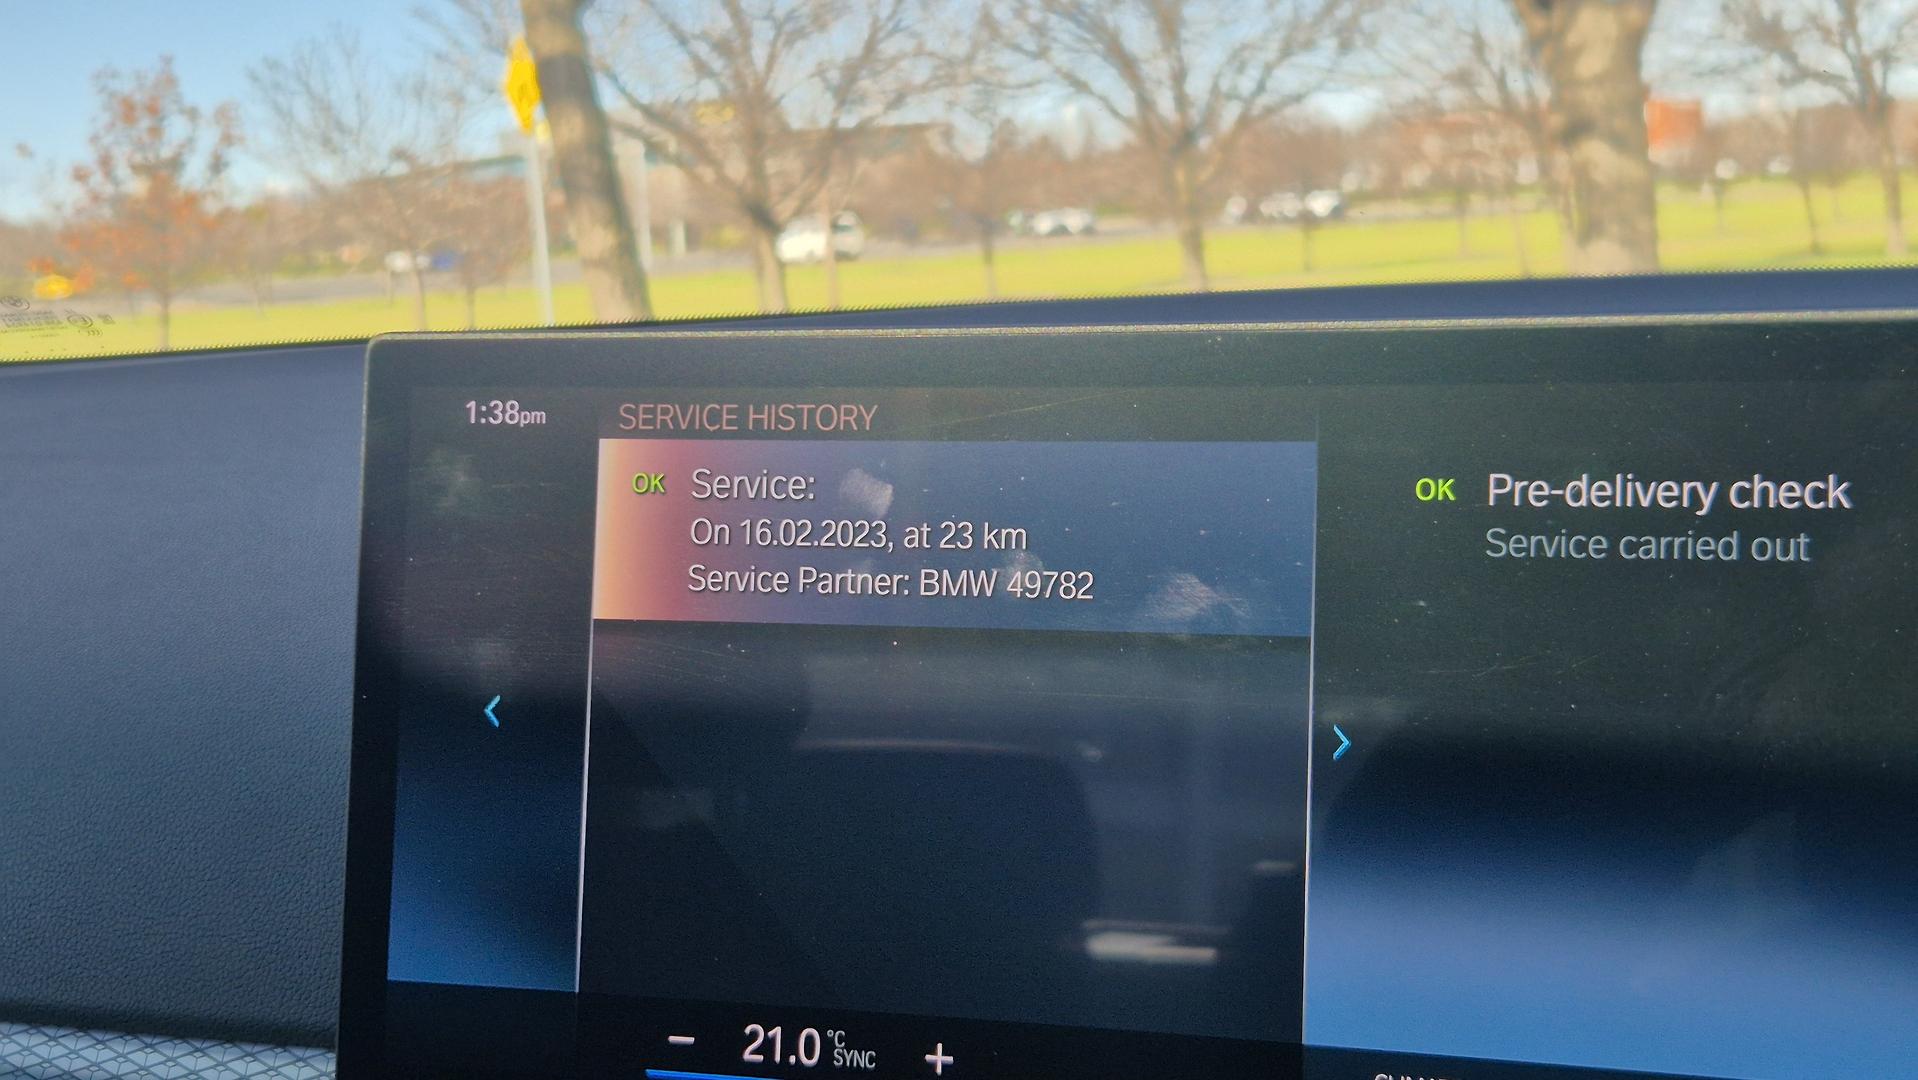 1:38pm
SERVICE HISTORY
OK Service:
On 16.02.2023, at 23 km
Service Partner: BMW 49782
OK Pre-delivery check
Service carried out
- 21.0 °C SYNC +